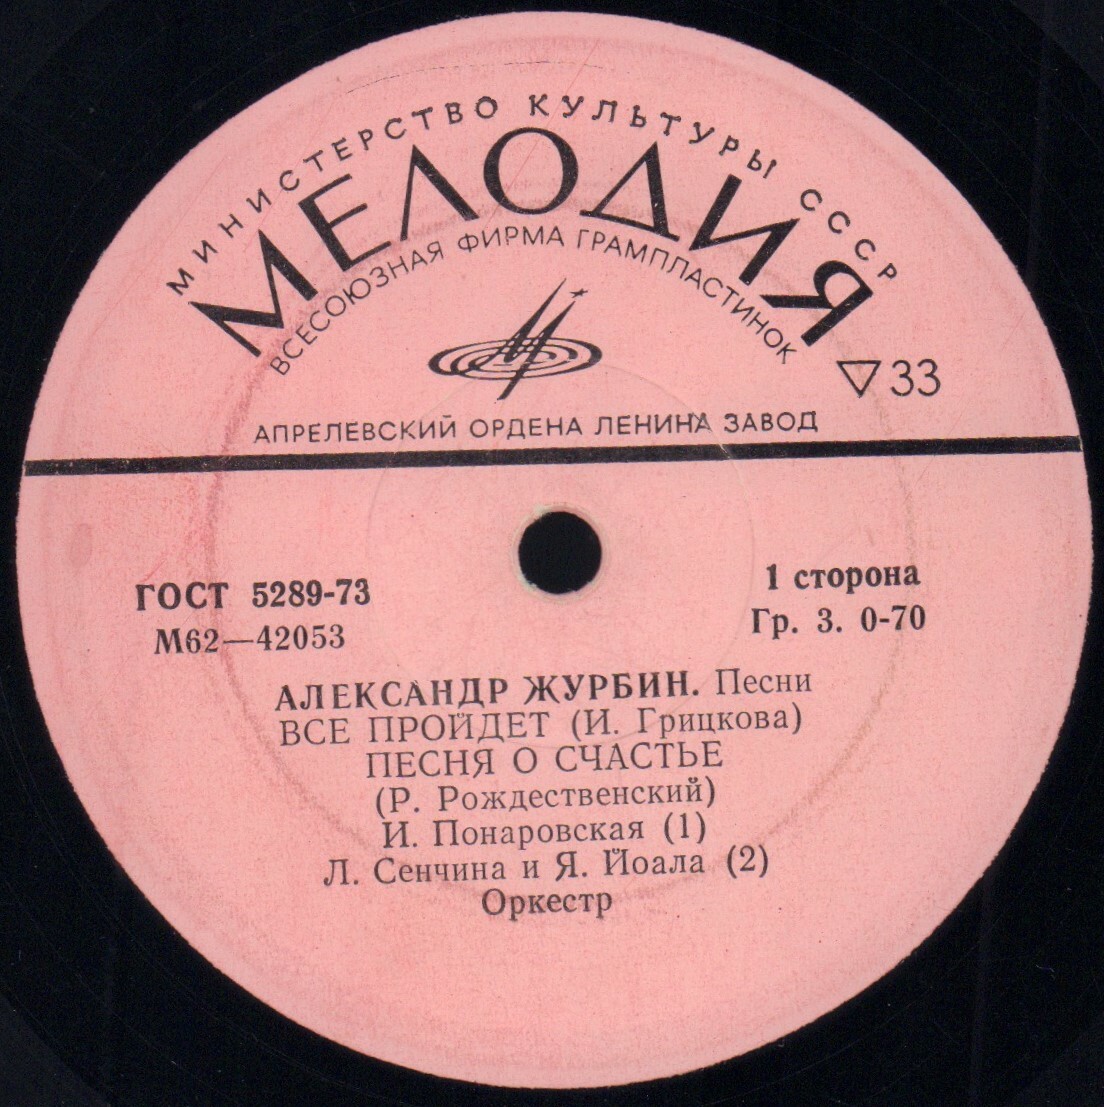 МИНИСТЕРСТВО КУЛЬТУРЫ СССР
МЕЛОДИЯ
ВСЕСОЮЗНАЯ ФИРМА ГРАМПЛАСТИНОК
▽33
АПРЕЛЕВСКИЙ ОРДЕНА ЛЕНИНА ЗАВОД
ГОСТ 5289-73
М62—42053
1 сторона
Гр. 3. 0-70
АЛЕКСАНДР ЖУРБИН. Песни
ВСЕ ПРОЙДЕТ (И. Грицкова)
ПЕСНЯ О СЧАСТЬЕ
(Р. Рождественский)
И. Понаровская (1)
Л. Сенчина и Я. Йоала (2)
Оркестр